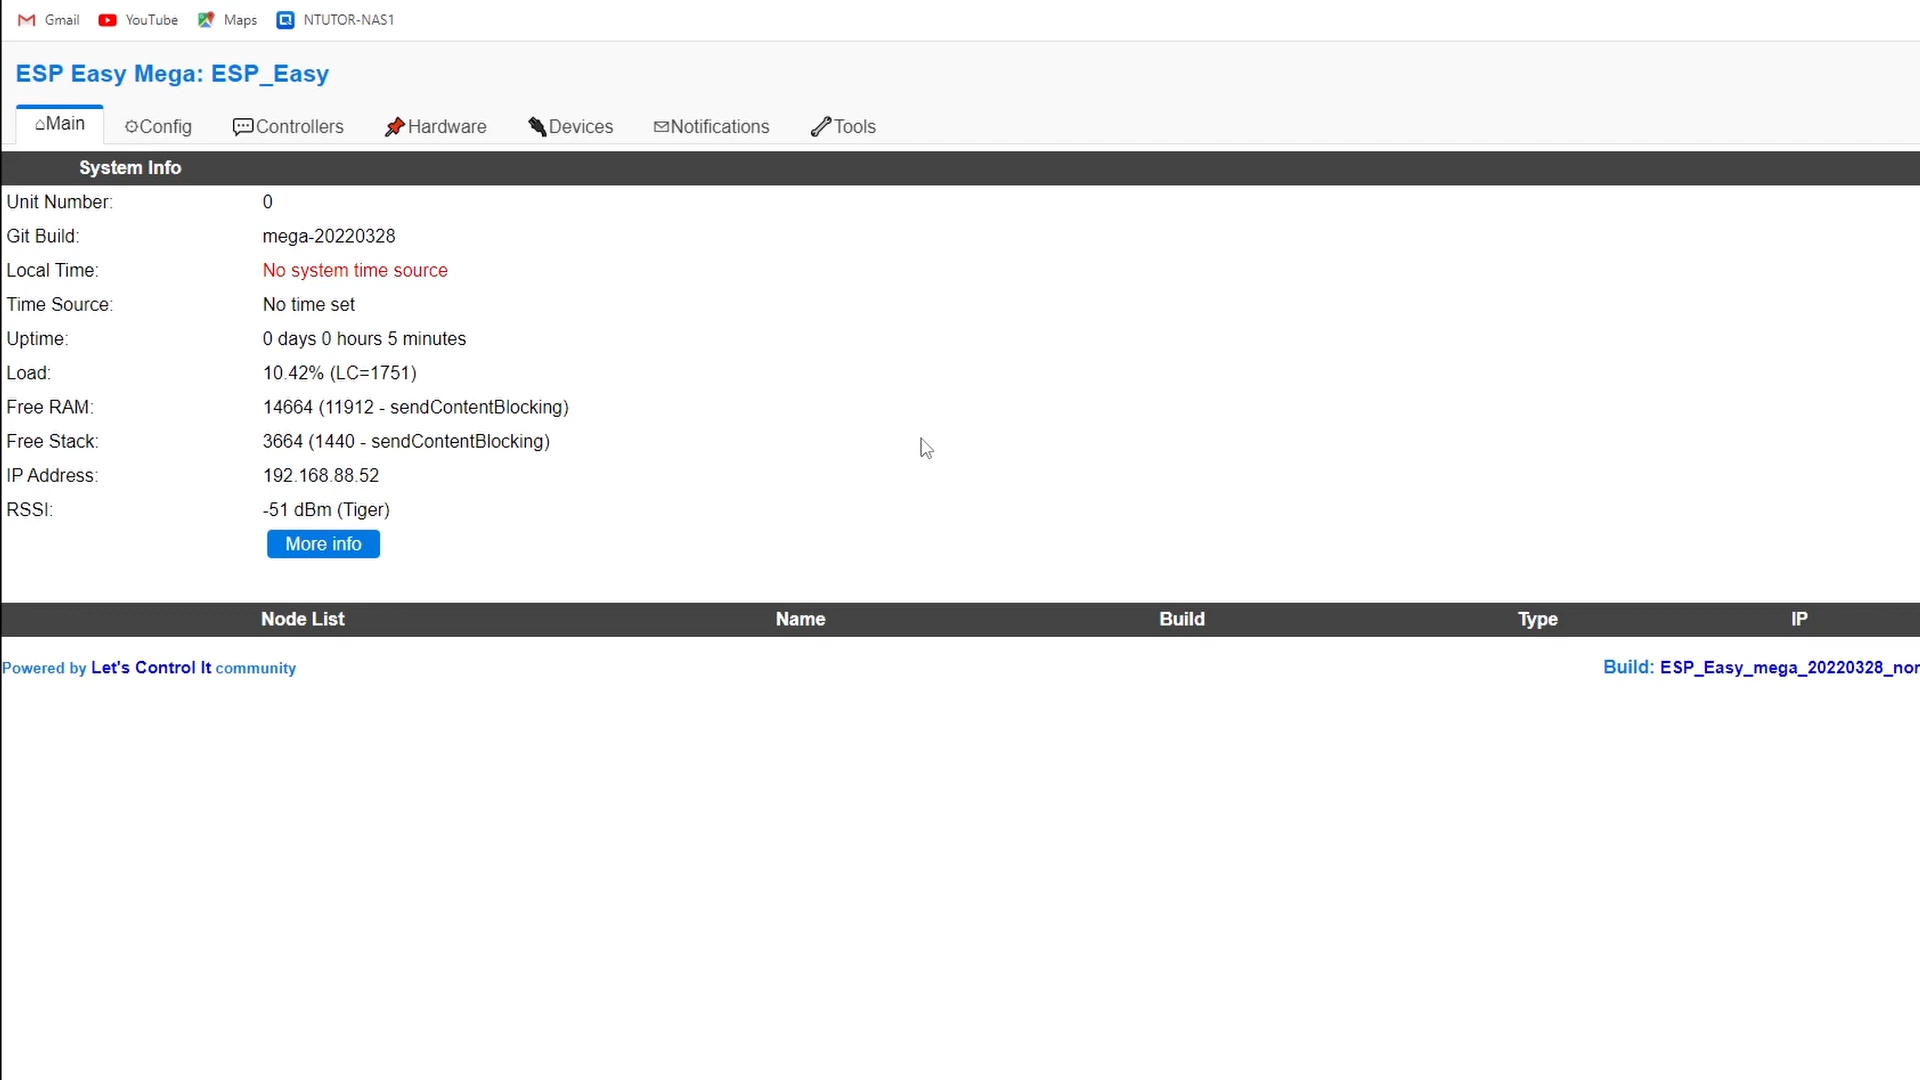 Gmail YouTube Maps NTUTOR-NAS1
ESP Easy Mega: ESP_Easy
Main Config Controllers Hardware Devices Notifications Tools
System Info
Unit Number: 0
Git Build: mega-20220328
Local Time: No system time source
Time Source: No time set
Uptime: 0 days 0 hours 5 minutes
Load: 10.42% (LC=1751)
Free RAM: 14664 (11912 - sendContentBlocking)
Free Stack: 3664 (1440 - sendContentBlocking)
IP Address: 192.168.88.52
RSSI: -51 dBm (Tiger)
More info
Node List Name Build Type IP
Powered by Let's Control It community Build: ESP_Easy_mega_20220328_nor